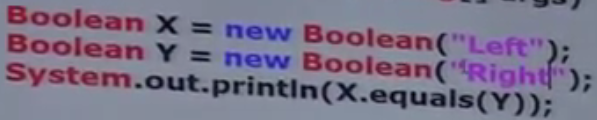 Boolean X = new Boolean("Left");
Boolean Y = new Boolean("Right");
System.out.println(X.equals(Y));